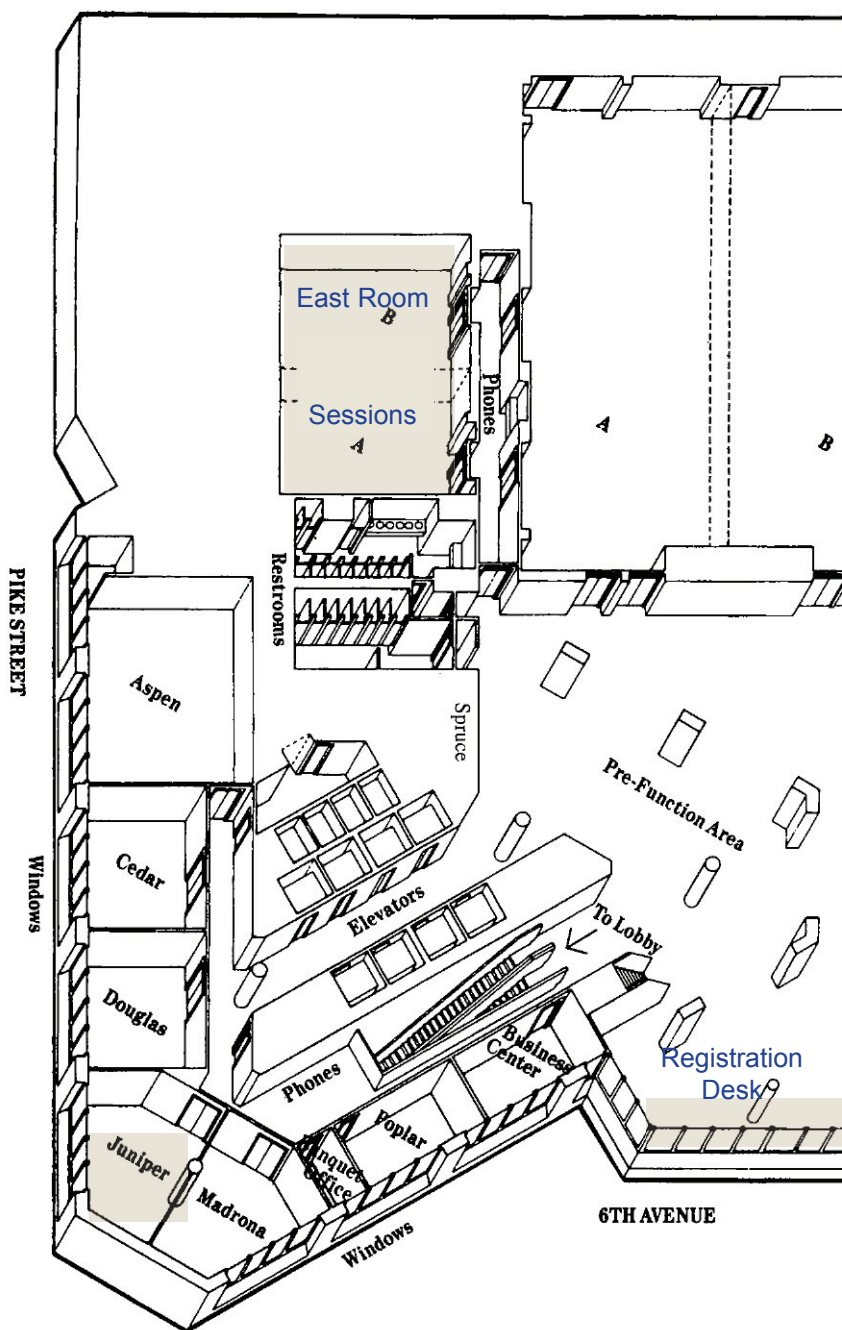 East Room
B
Sessions
A
Phones
A
B
Restrooms
PIKE STREET
Aspen
Spruce
Pre-Function Area
Cedar
Windows
Elevators
To Lobby
Douglas
Business
Center
Registration
Desk
Phones
Poplar
Banquet
Office
Juniper
Madrona
6TH AVENUE
Windows